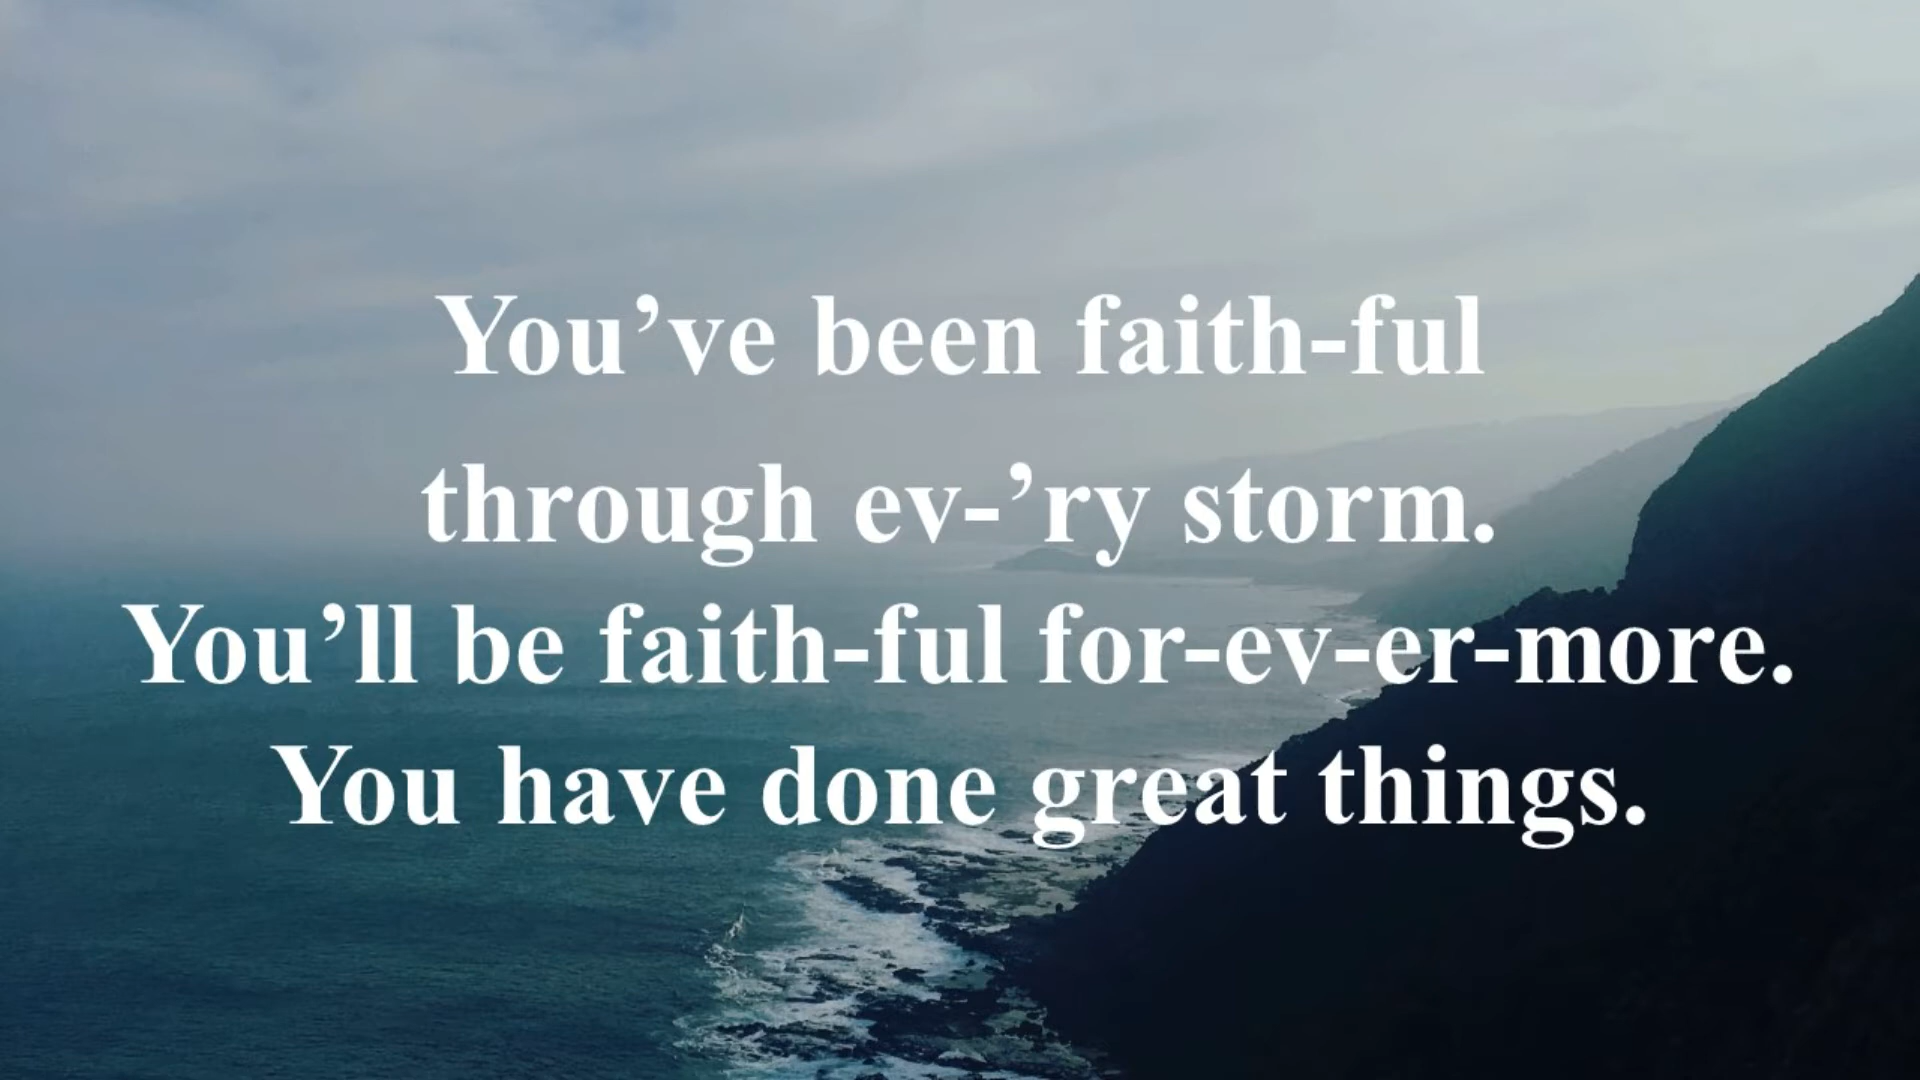 You’ve been faith-ful
through ev-’ry storm.
You’ll be faith-ful for-ev-er-more.
You have done great things.